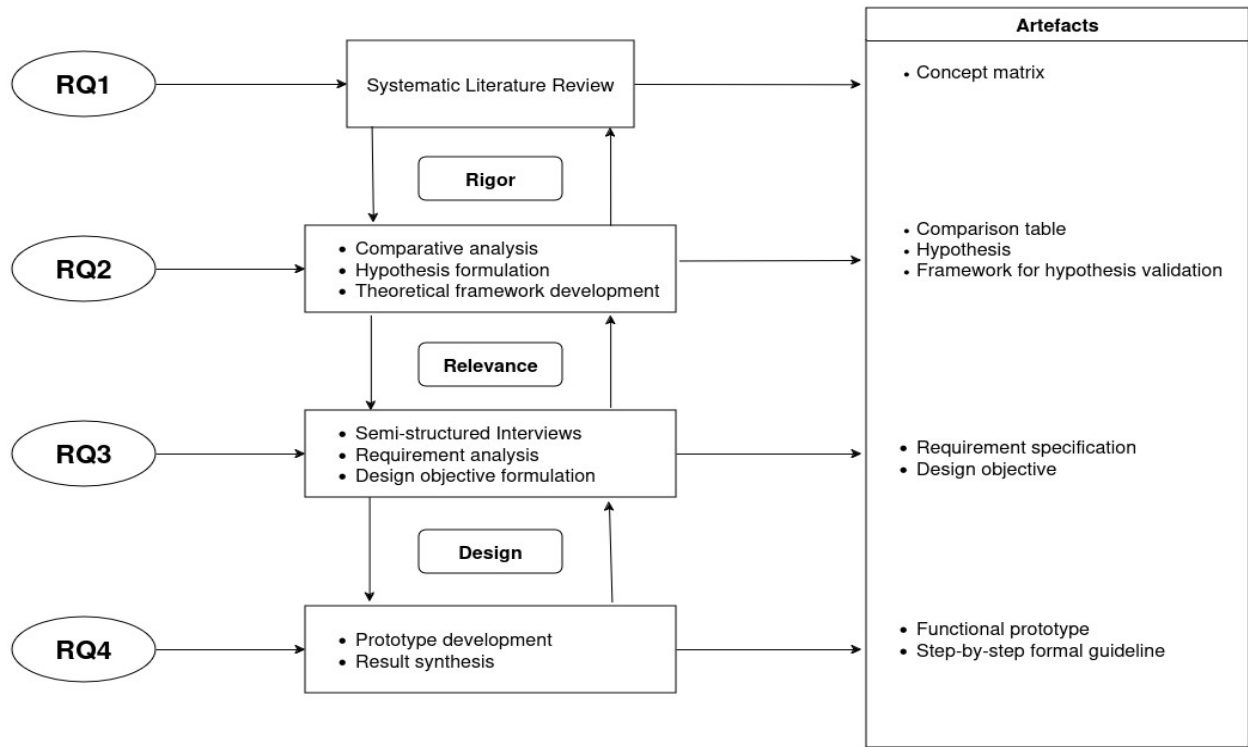 Artefacts
RQ1
Systematic Literature Review
• Concept matrix
Rigor
RQ2
• Comparative analysis
• Hypothesis formulation
• Theoretical framework development
• Comparison table
• Hypothesis
• Framework for hypothesis validation
Relevance
RQ3
• Semi-structured Interviews
• Requirement analysis
• Design objective formulation
• Requirement specification
• Design objective
Design
RQ4
• Prototype development
• Result synthesis
• Functional prototype
• Step-by-step formal guideline